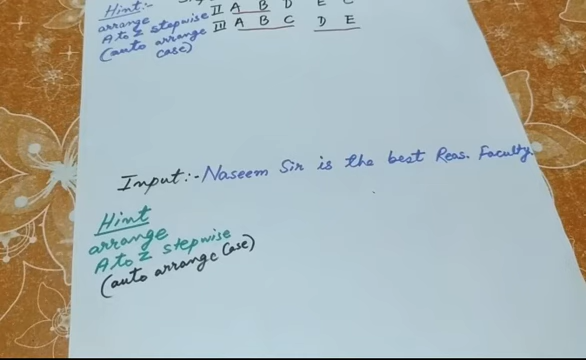 Hint:-
arrange
A to Z stepwise
(auto arrange
case)
II A B D E C
III A B C D E
Input:- Naseem Sir is the best Reas. Faculty.
Hint
arrange
A to Z stepwise
(auto arrange Case)